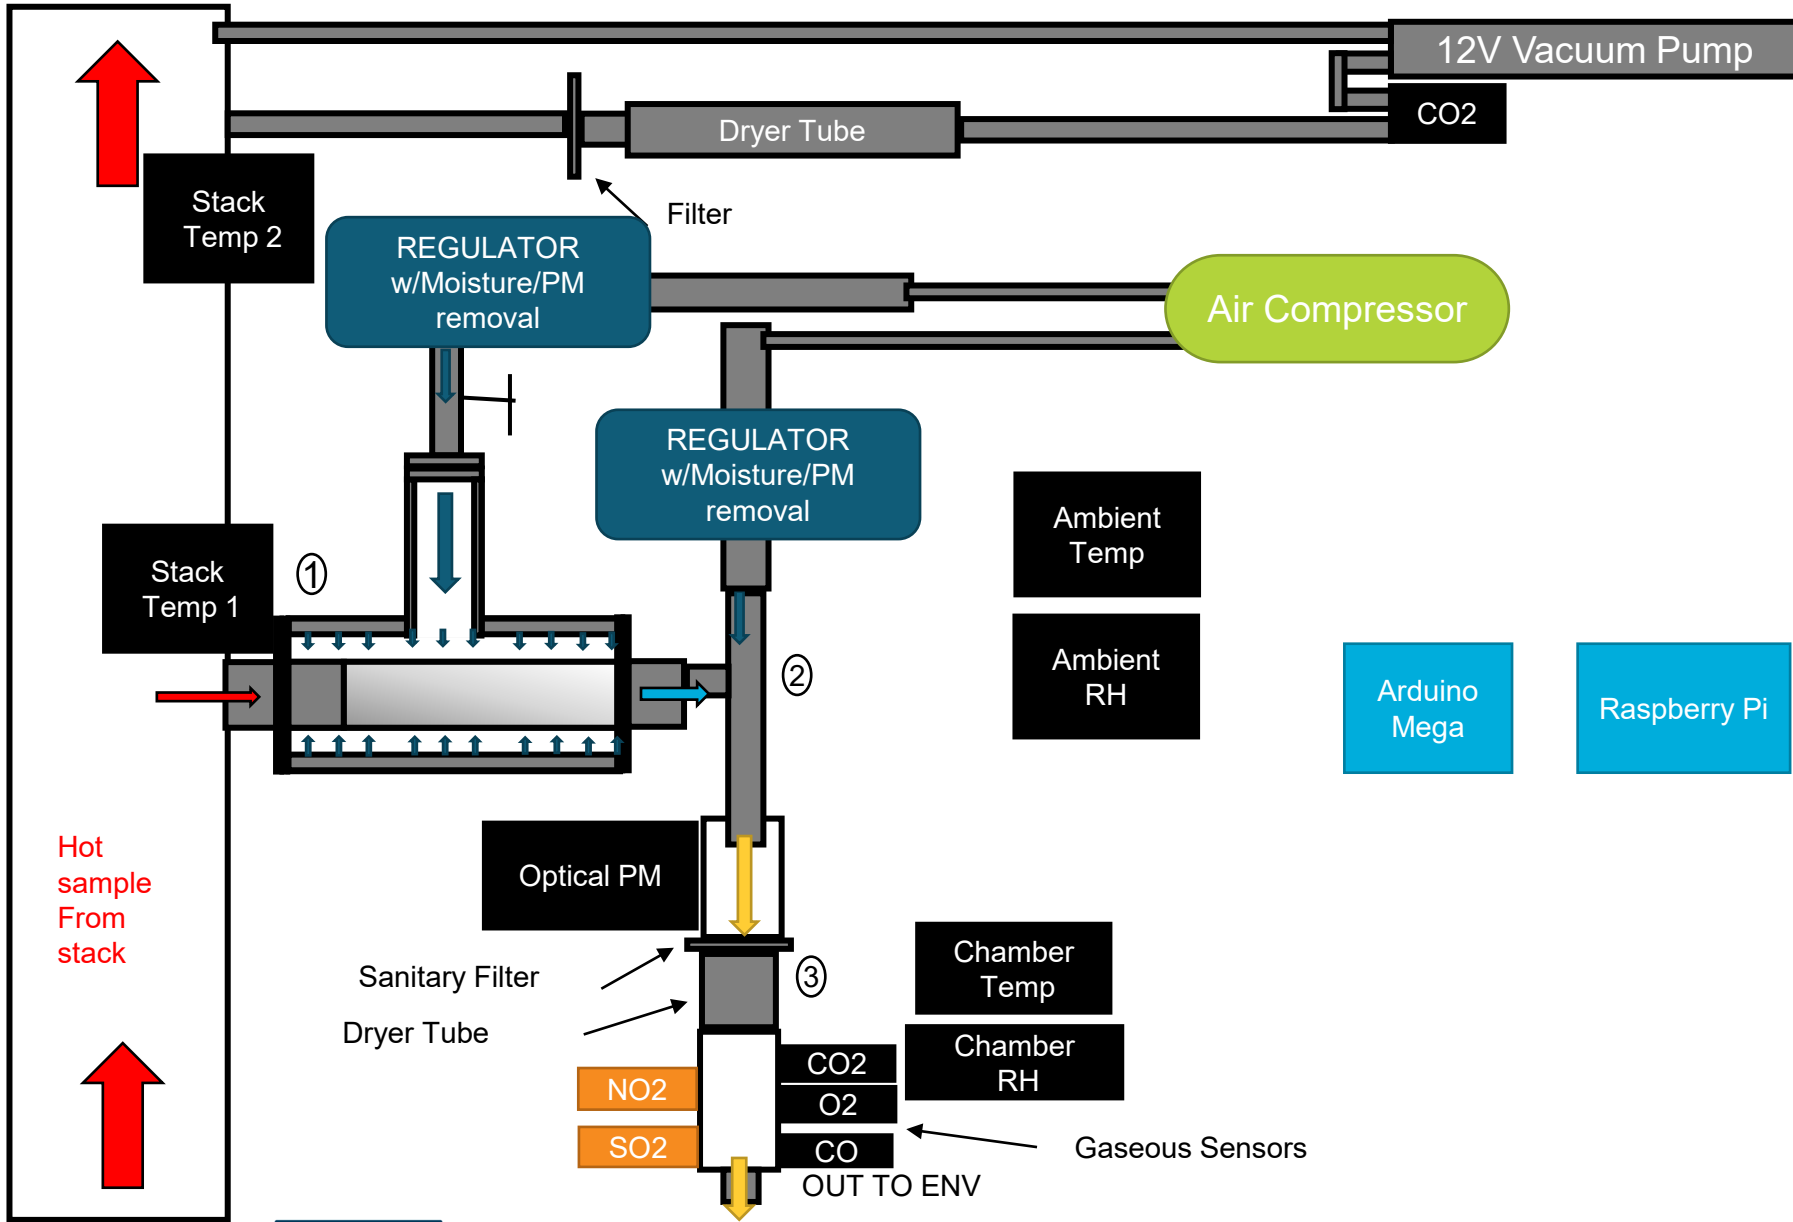 12V Vacuum Pump
CO2
Dryer Tube
Stack
Temp 2
Filter
REGULATOR
w/Moisture/PM
removal
Air Compressor
REGULATOR
w/Moisture/PM
removal
Ambient
Temp
Stack
Temp 1
1
Ambient
RH
2
Arduino
Mega
Raspberry Pi
Hot
sample
From
stack
Optical PM
Sanitary Filter
3
Chamber
Temp
Dryer Tube
Chamber
RH
CO2
NO2
O2
SO2
CO
Gaseous Sensors
OUT TO ENV